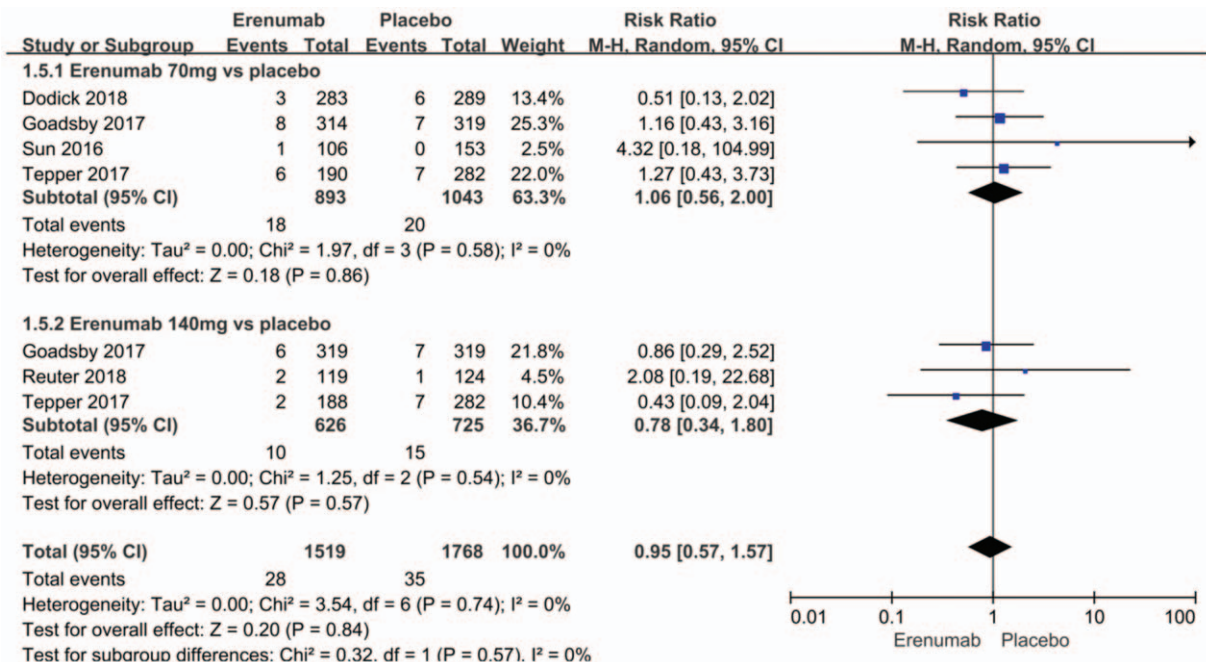 Erenumab Placebo Risk Ratio Risk Ratio
Study or Subgroup Events Total Events Total Weight M-H, Random, 95% CI M-H, Random, 95% CI
1.5.1 Erenumab 70mg vs placebo
Dodick 2018 3 283 6 289 13.4% 0.51 [0.13, 2.02]
Goadsby 2017 8 314 7 319 25.3% 1.16 [0.43, 3.16]
Sun 2016 1 106 0 153 2.5% 4.32 [0.18, 104.99]
Tepper 2017 6 190 7 282 22.0% 1.27 [0.43, 3.73]
Subtotal (95% CI) 893 1043 63.3% 1.06 [0.56, 2.00]
Total events 18 20
Heterogeneity: Tau² = 0.00; Chi² = 1.97, df = 3 (P = 0.58); I² = 0%
Test for overall effect: Z = 0.18 (P = 0.86)
1.5.2 Erenumab 140mg vs placebo
Goadsby 2017 6 319 7 319 21.8% 0.86 [0.29, 2.52]
Reuter 2018 2 119 1 124 4.5% 2.08 [0.19, 22.68]
Tepper 2017 2 188 7 282 10.4% 0.43 [0.09, 2.04]
Subtotal (95% CI) 626 725 36.7% 0.78 [0.34, 1.80]
Total events 10 15
Heterogeneity: Tau² = 0.00; Chi² = 1.25, df = 2 (P = 0.54); I² = 0%
Test for overall effect: Z = 0.57 (P = 0.57)
Total (95% CI) 1519 1768 100.0% 0.95 [0.57, 1.57]
Total events 28 35
Heterogeneity: Tau² = 0.00; Chi² = 3.54, df = 6 (P = 0.74); I² = 0%
Test for overall effect: Z = 0.20 (P = 0.84)
Test for subgroup differences: Chi² = 0.32, df = 1 (P = 0.57), I² = 0%
0.01 0.1 1 10 100
Erenumab Placebo